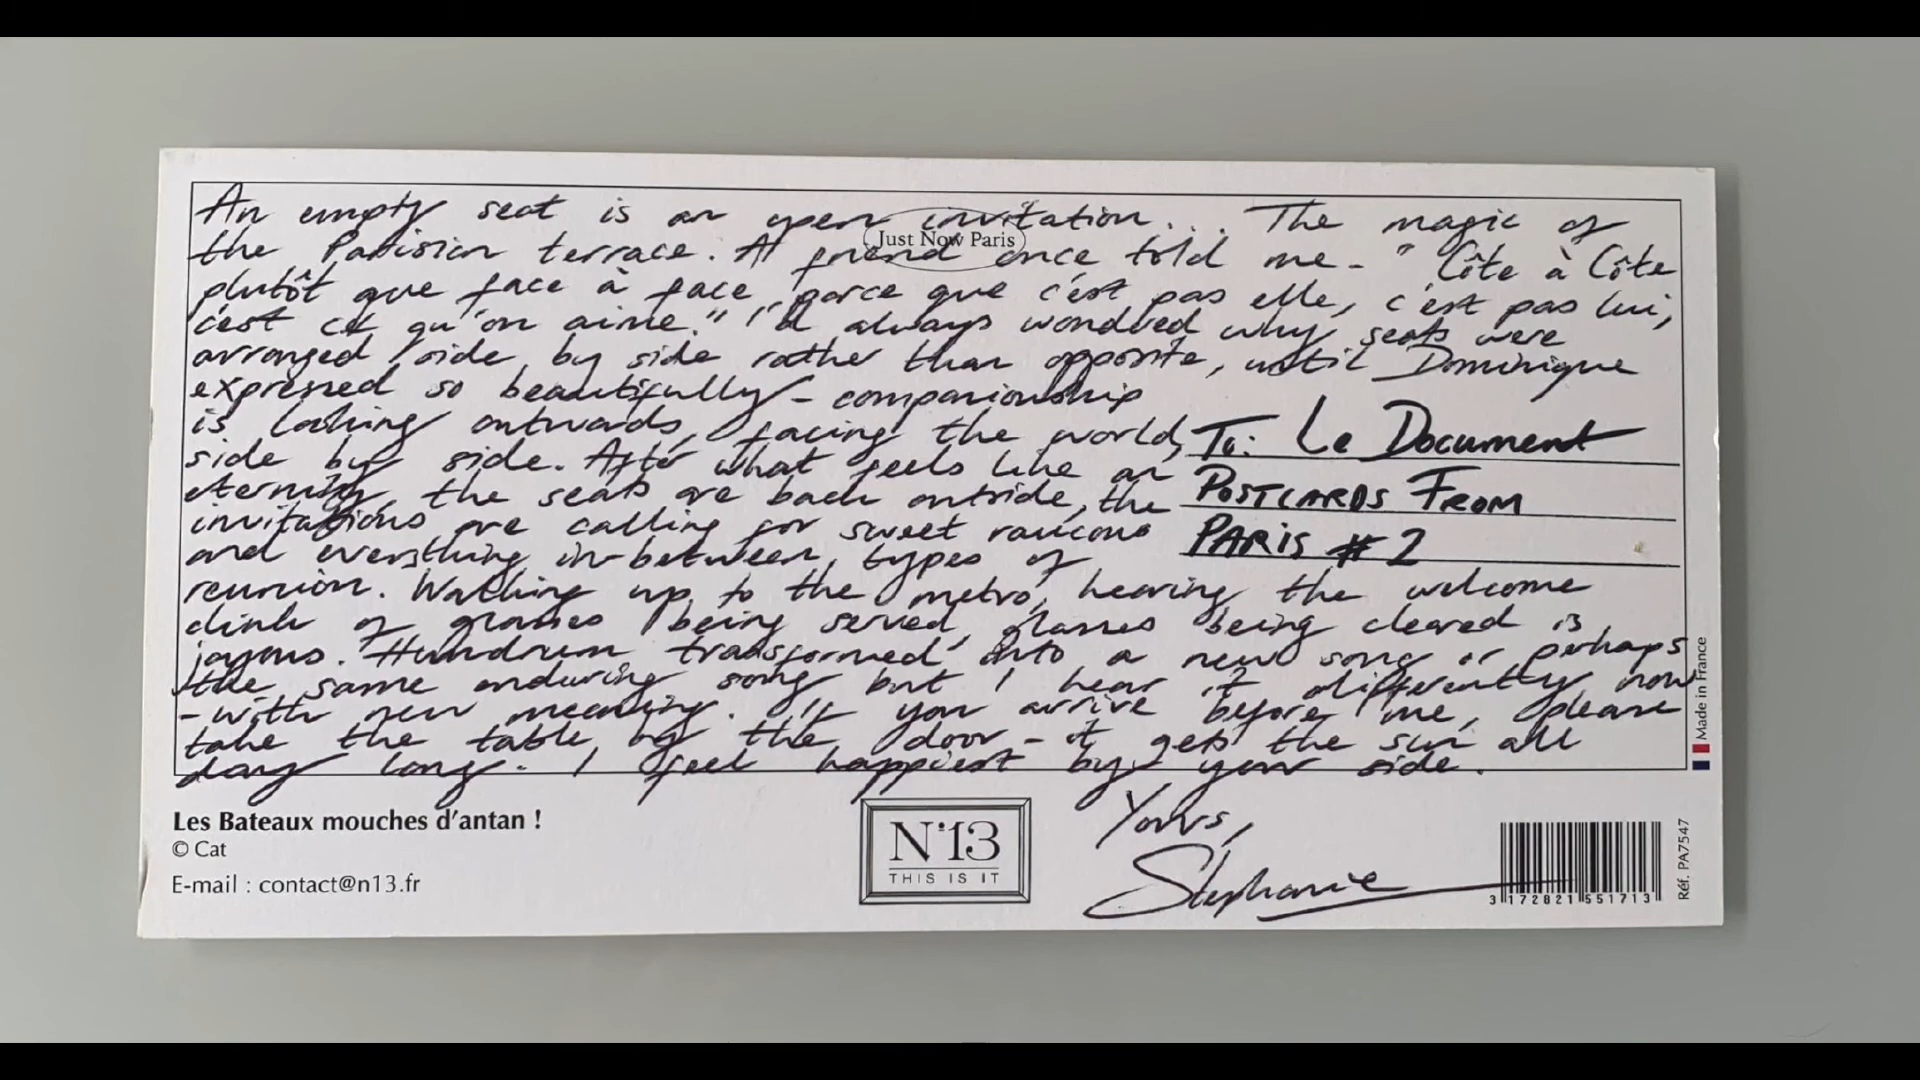 An empty seat is an open invitation... The magic of
Just Now Paris
the Parisian terrace. A friend once told me - "Côte à Côte
plutôt que face à face, parce que c'est pas elle, c'est pas lui,
c'est ce qu'on aime." I'd always wondred why seats were
arranged side by side rather than opposite, until Dominique
expressed so beautifully - companionship
is looking outwards, facing the world,
side by side. After what feels like an
eternity, the seats are back outside, the
invitations are calling for sweet raucous
and everything in-between, types of
reunion. Walking up to the metro, hearing the welcome
clink of glasses being served, glasses being cleared is
joyous. Humdrum transformed into a new song or perhaps
the same enduring song but I hear it differently now
- with new meaning. If you arrive before me, please
take the table by the door - it gets the sun all
day long. I feel happiest by your side.
To: Le Document
POSTCARDS FROM
PARIS #2
Yours,
Stephanie
Les Bateaux mouches d'antan !
© Cat
E-mail : contact@n13.fr
N°13
THIS IS IT
3 172821 551713
Réf. PA7547
Made in France